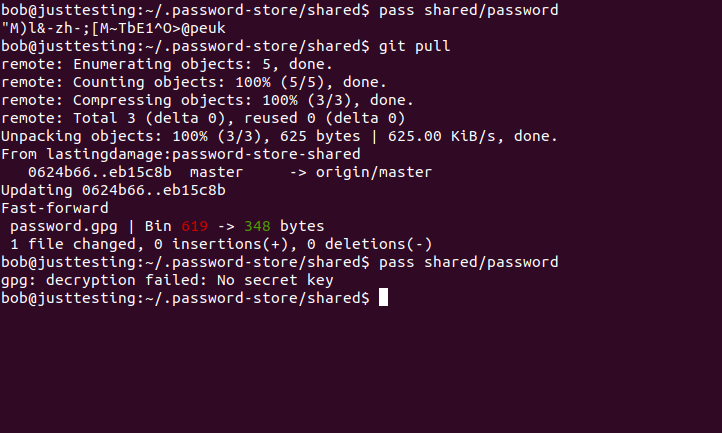 bob@justtesting:~/.password-store/shared$ pass shared/password
"M)l&-zh-;[M~TbE1^O>@peuk
bob@justtesting:~/.password-store/shared$ git pull
remote: Enumerating objects: 5, done.
remote: Counting objects: 100% (5/5), done.
remote: Compressing objects: 100% (3/3), done.
remote: Total 3 (delta 0), reused 0 (delta 0)
Unpacking objects: 100% (3/3), 625 bytes | 625.00 KiB/s, done.
From lastingdamage:password-store-shared
   0624b66..eb15c8b  master     -> origin/master
Updating 0624b66..eb15c8b
Fast-forward
 password.gpg | Bin 619 -> 348 bytes
 1 file changed, 0 insertions(+), 0 deletions(-)
bob@justtesting:~/.password-store/shared$ pass shared/password
gpg: decryption failed: No secret key
bob@justtesting:~/.password-store/shared$